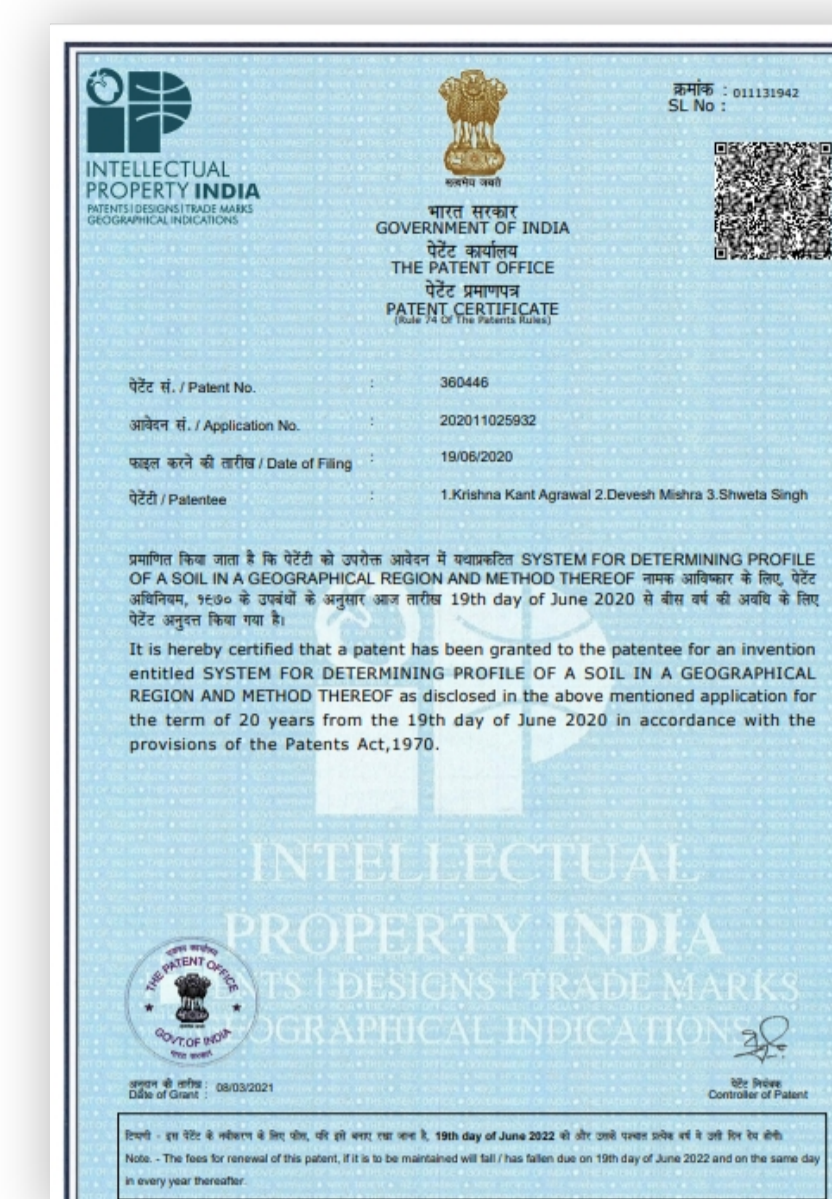 INTELLECTUAL
PROPERTY INDIA
PATENTS | DESIGNS | TRADE MARKS
GEOGRAPHICAL INDICATIONS
सत्यमेव जयते
क्रमांक : 011131942
SL No :
भारत सरकार
GOVERNMENT OF INDIA
पेटेंट कार्यालय
THE PATENT OFFICE
पेटेंट प्रमाणपत्र
PATENT CERTIFICATE
(Rule 74 Of The Patents Rules)
पेटेंट सं. / Patent No. : 360446
आवेदन सं. / Application No. : 202011025932
फाइल करने की तारीख / Date of Filing : 19/06/2020
पेटेंटी / Patentee : 1.Krishna Kant Agrawal 2.Devesh Mishra 3.Shweta Singh
प्रमाणित किया जाता है कि पेटेंटी को उपरोक्त आवेदन में यथाप्रकटित SYSTEM FOR DETERMINING PROFILE
OF A SOIL IN A GEOGRAPHICAL REGION AND METHOD THEREOF नामक आविष्कार के लिए, पेटेंट
अधिनियम, १९७० के उपबंधों के अनुसार आज तारीख 19th day of June 2020 से बीस वर्ष की अवधि के लिए
पेटेंट अनुदत्त किया गया है।
It is hereby certified that a patent has been granted to the patentee for an invention
entitled SYSTEM FOR DETERMINING PROFILE OF A SOIL IN A GEOGRAPHICAL
REGION AND METHOD THEREOF as disclosed in the above mentioned application for
the term of 20 years from the 19th day of June 2020 in accordance with the
provisions of the Patents Act,1970.
INTELLECTUAL
PROPERTY INDIA
TS | DESIGNS | TRADE MARKS
OGRAPHICAL INDICATIONS
THE PATENT OFFICE
GOVT.OF INDIA
अनुदान की तारीख : 08/03/2021
Date of Grant :
पेटेंट नियंत्रक
Controller of Patent
टिप्पणी - इस पेटेंट के नवीकरण के लिए फीस, यदि इसे बनाए रखा जाना है, 19th day of June 2022 को और उसके पश्चात प्रत्येक वर्ष मे उसी दिन देय होगी।
Note. - The fees for renewal of this patent, if it is to be maintained will fall / has fallen due on 19th day of June 2022 and on the same day
in every year thereafter.